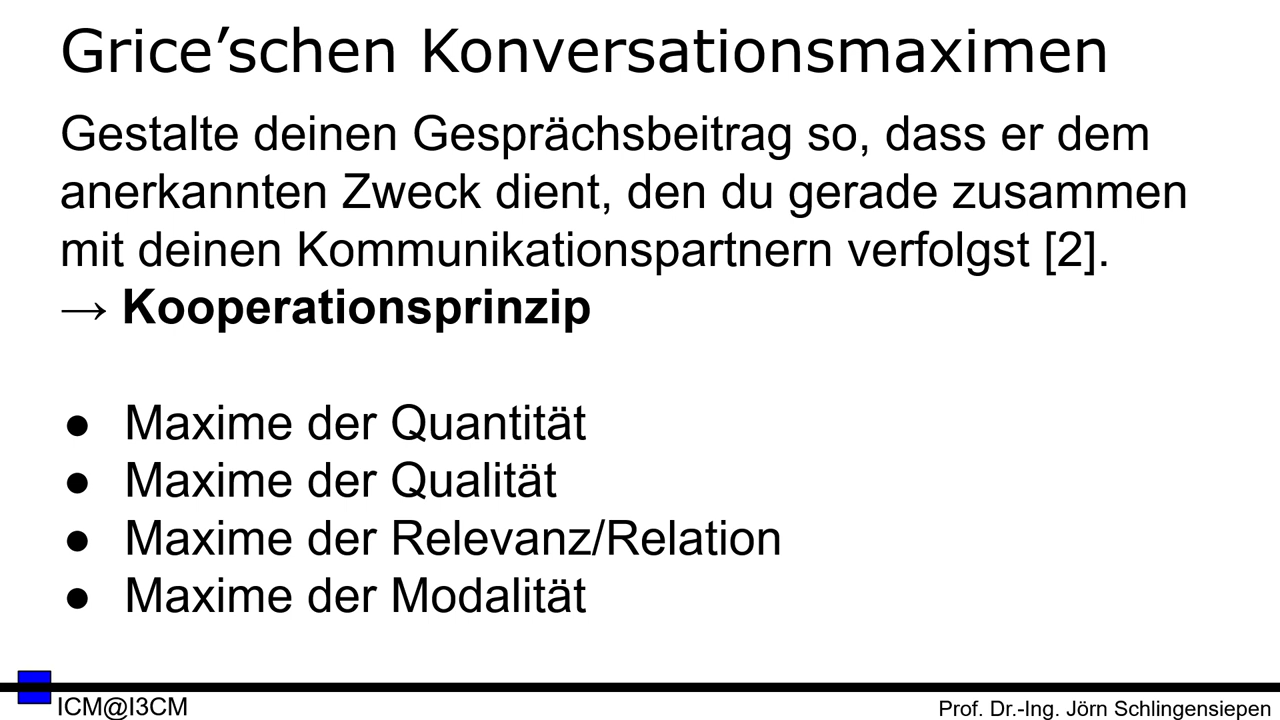 Grice’schen Konversationsmaximen
Gestalte deinen Gesprächsbeitrag so, dass er dem
anerkannten Zweck dient, den du gerade zusammen
mit deinen Kommunikationspartnern verfolgst [2].
→ Kooperationsprinzip
● Maxime der Quantität
● Maxime der Qualität
● Maxime der Relevanz/Relation
● Maxime der Modalität
ICM@I3CM
Prof. Dr.-Ing. Jörn Schlingensiepen